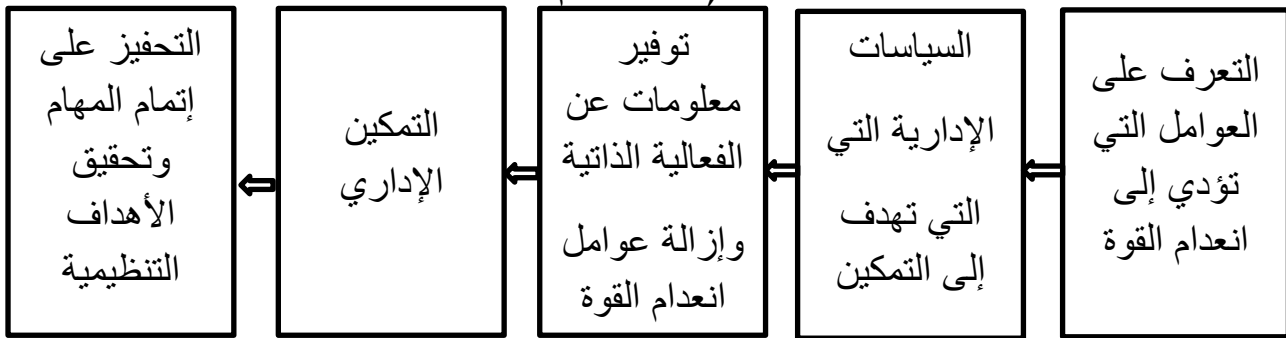 التعرف على
العوامل التي
تؤدي إلى
انعدام القوة
السياسات
الإدارية التي
التي تهدف
إلى التمكين
توفير
معلومات عن
الفعالية الذاتية
وإزالة عوامل
انعدام القوة
التمكين
الإداري
التحفيز على
إتمام المهام
وتحقيق
الأهداف
التنظيمية